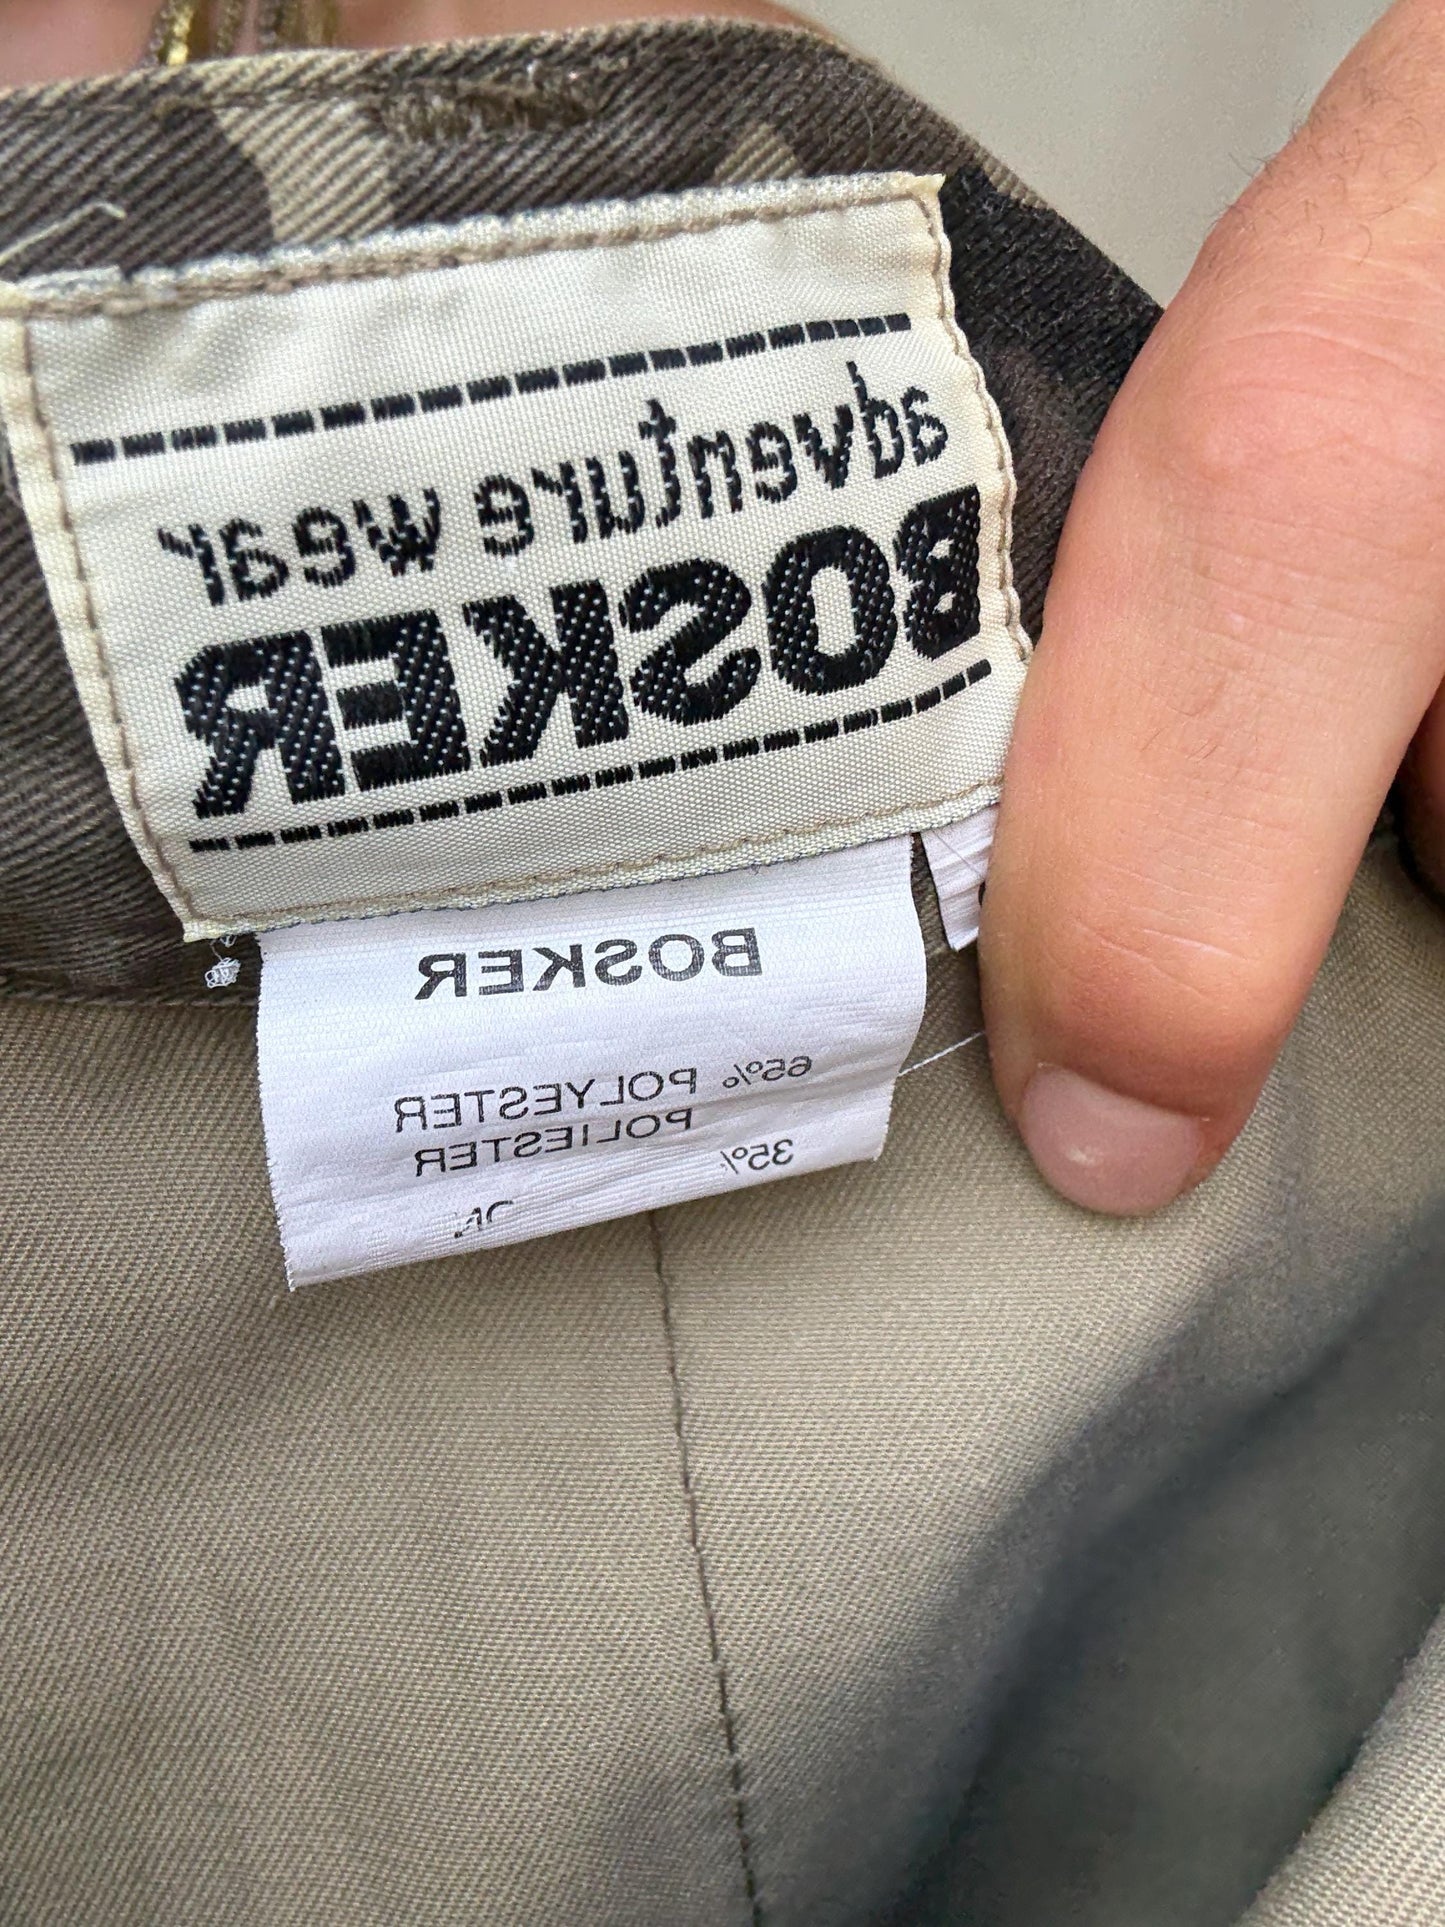 adventure wear
BOSKER
BOSKER
65% POLYESTER
POLIESTER
35%